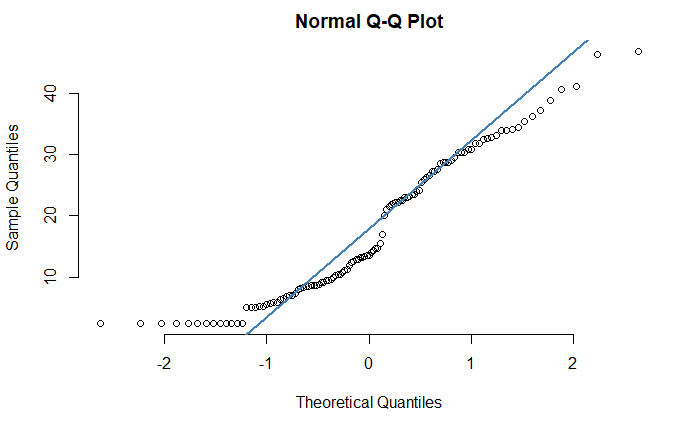 Normal Q-Q Plot
Sample Quantiles
40
30
20
10
-2 -1 0 1 2
Theoretical Quantiles